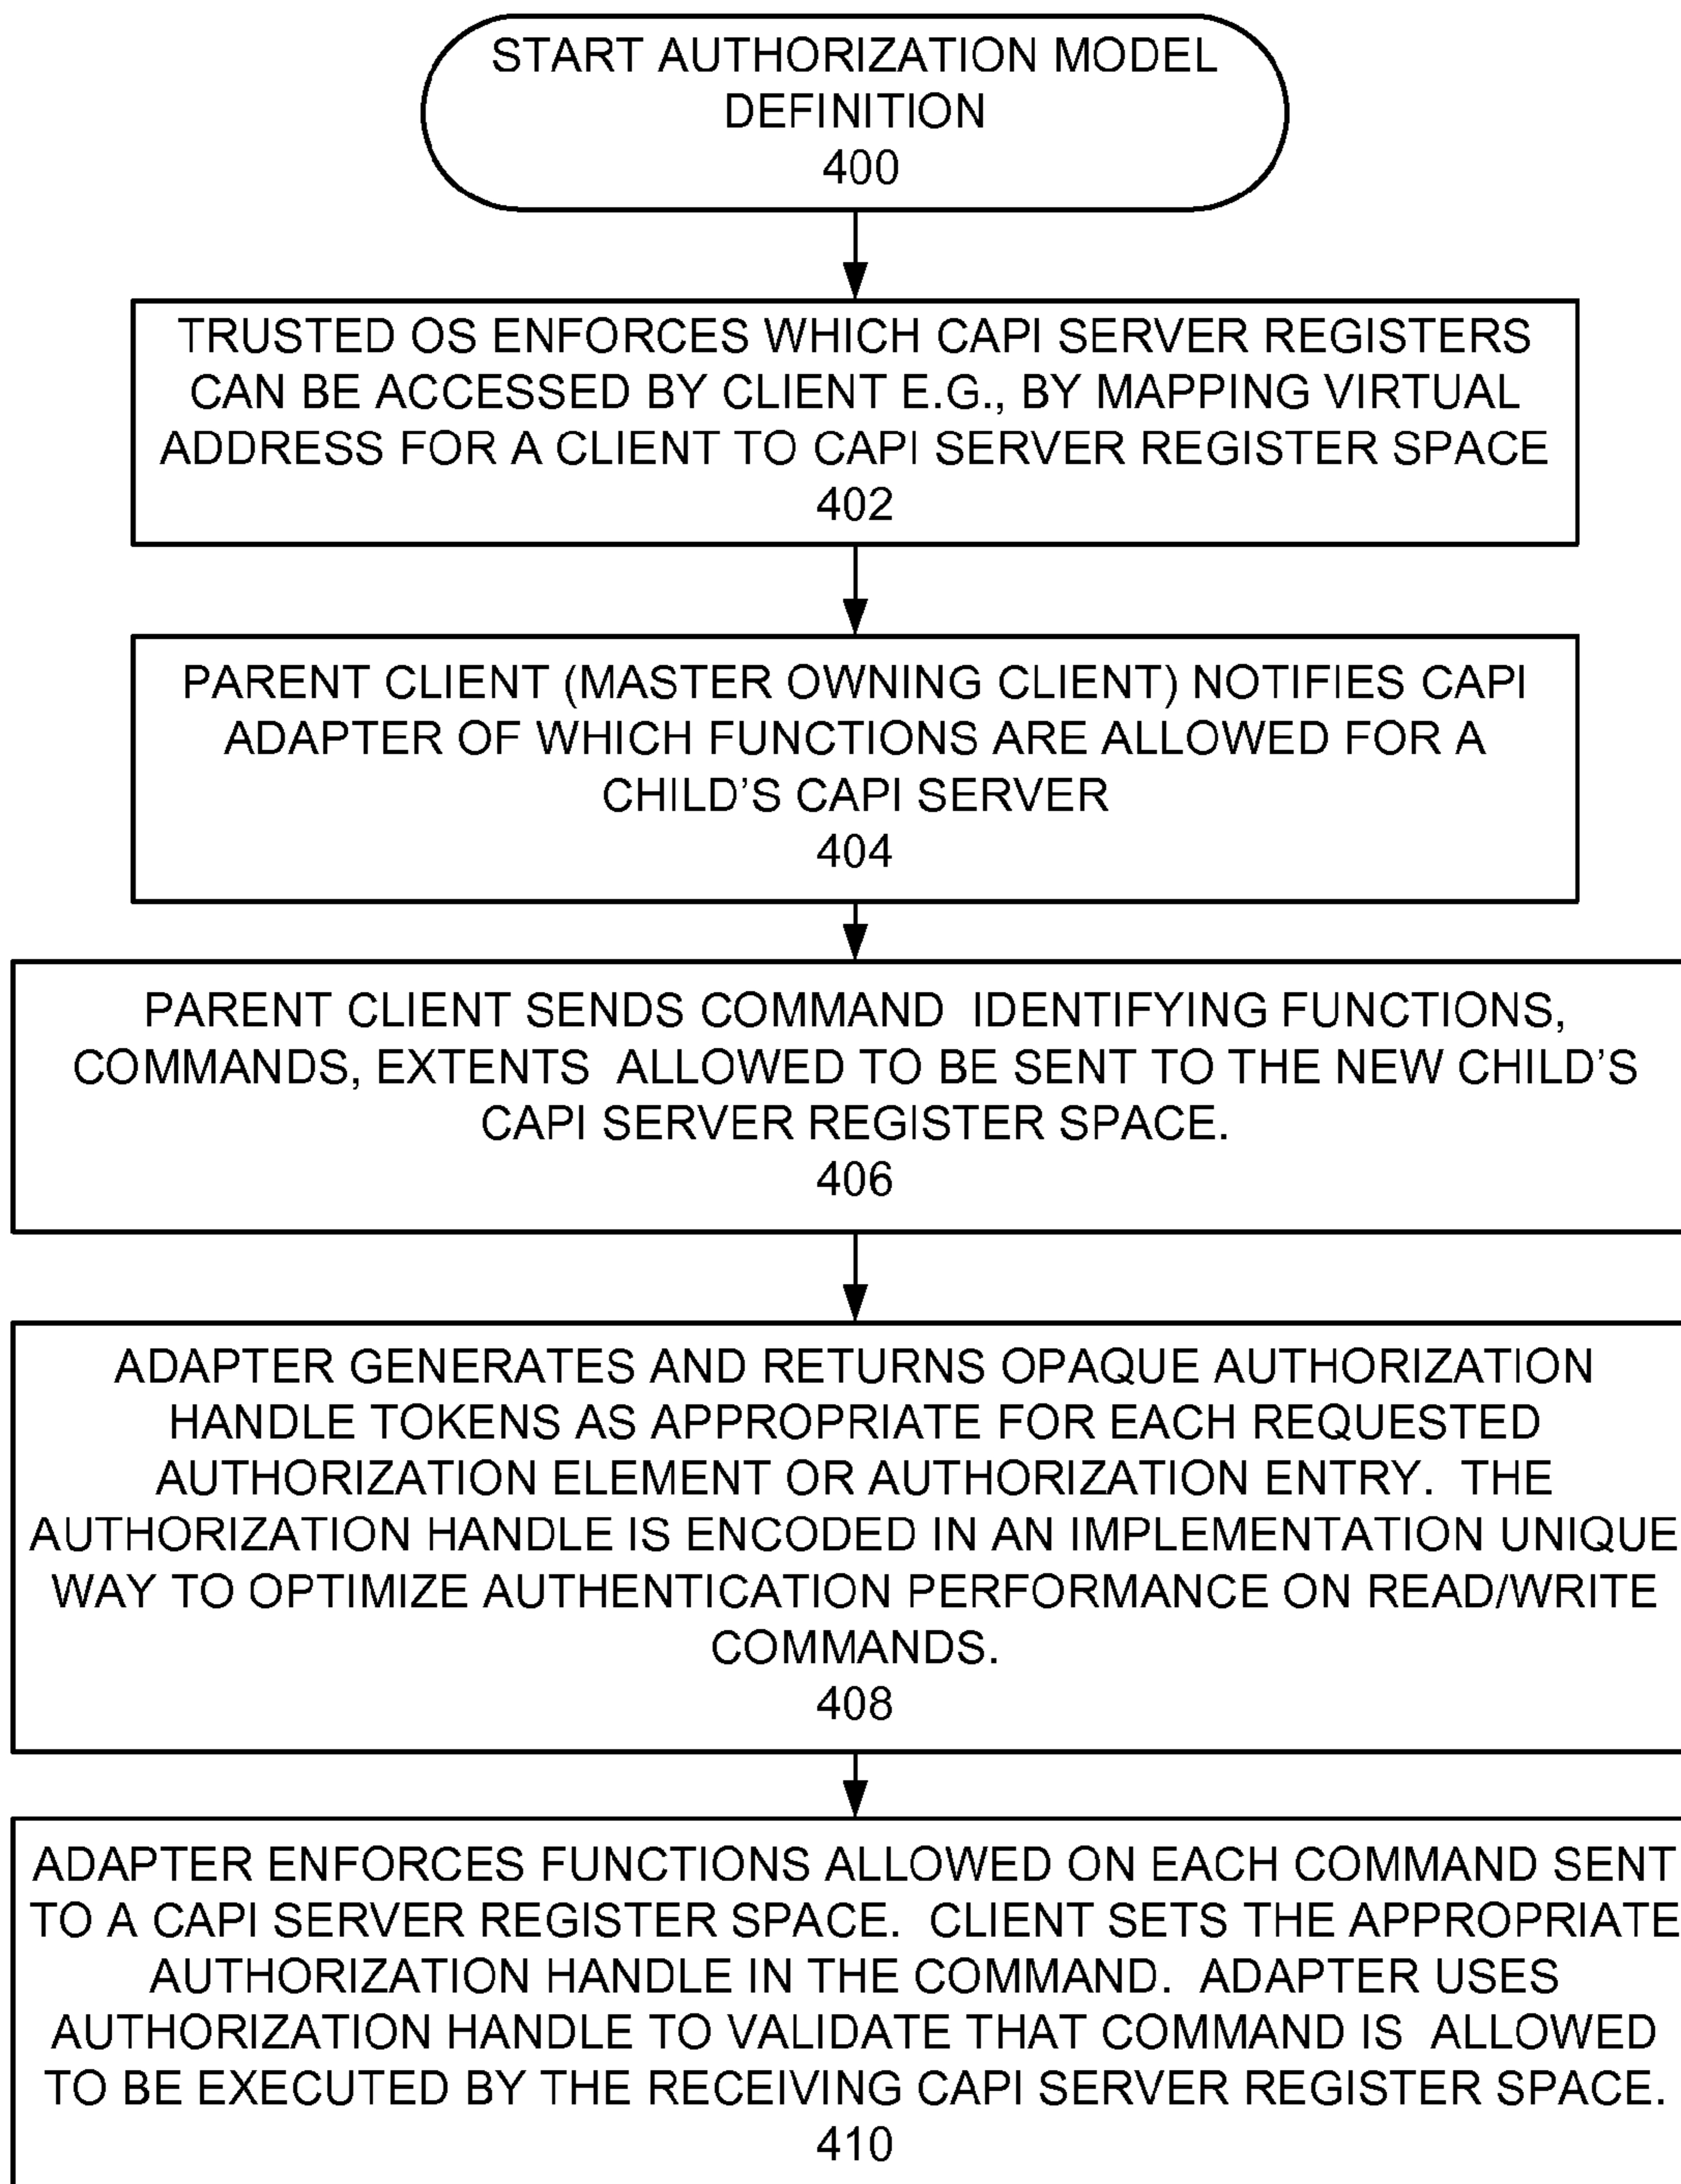 START AUTHORIZATION MODEL
DEFINITION
400
TRUSTED OS ENFORCES WHICH CAPI SERVER REGISTERS
CAN BE ACCESSED BY CLIENT E.G., BY MAPPING VIRTUAL
ADDRESS FOR A CLIENT TO CAPI SERVER REGISTER SPACE
402
PARENT CLIENT (MASTER OWNING CLIENT) NOTIFIES CAPI
ADAPTER OF WHICH FUNCTIONS ARE ALLOWED FOR A
CHILD'S CAPI SERVER
404
PARENT CLIENT SENDS COMMAND IDENTIFYING FUNCTIONS,
COMMANDS, EXTENTS ALLOWED TO BE SENT TO THE NEW CHILD'S
CAPI SERVER REGISTER SPACE.
406
ADAPTER GENERATES AND RETURNS OPAQUE AUTHORIZATION
HANDLE TOKENS AS APPROPRIATE FOR EACH REQUESTED
AUTHORIZATION ELEMENT OR AUTHORIZATION ENTRY. THE
AUTHORIZATION HANDLE IS ENCODED IN AN IMPLEMENTATION UNIQUE
WAY TO OPTIMIZE AUTHENTICATION PERFORMANCE ON READ/WRITE
COMMANDS.
408
ADAPTER ENFORCES FUNCTIONS ALLOWED ON EACH COMMAND SENT
TO A CAPI SERVER REGISTER SPACE. CLIENT SETS THE APPROPRIATE
AUTHORIZATION HANDLE IN THE COMMAND. ADAPTER USES
AUTHORIZATION HANDLE TO VALIDATE THAT COMMAND IS ALLOWED
TO BE EXECUTED BY THE RECEIVING CAPI SERVER REGISTER SPACE.
410